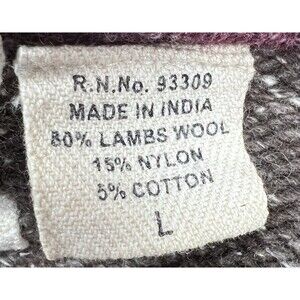 R.N.No. 93309
MADE IN INDIA
80% LAMBS WOOL
15% NYLON
5% COTTON
L